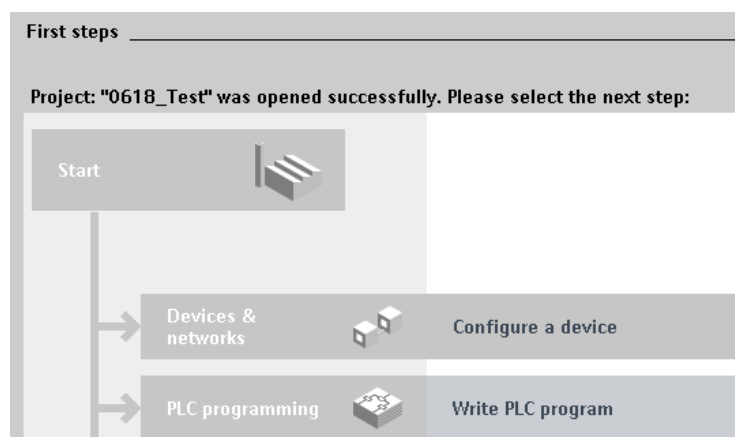 First steps
Project: "0618_Test" was opened successfully. Please select the next step:
Start
Devices &
networks
Configure a device
PLC programming
Write PLC program